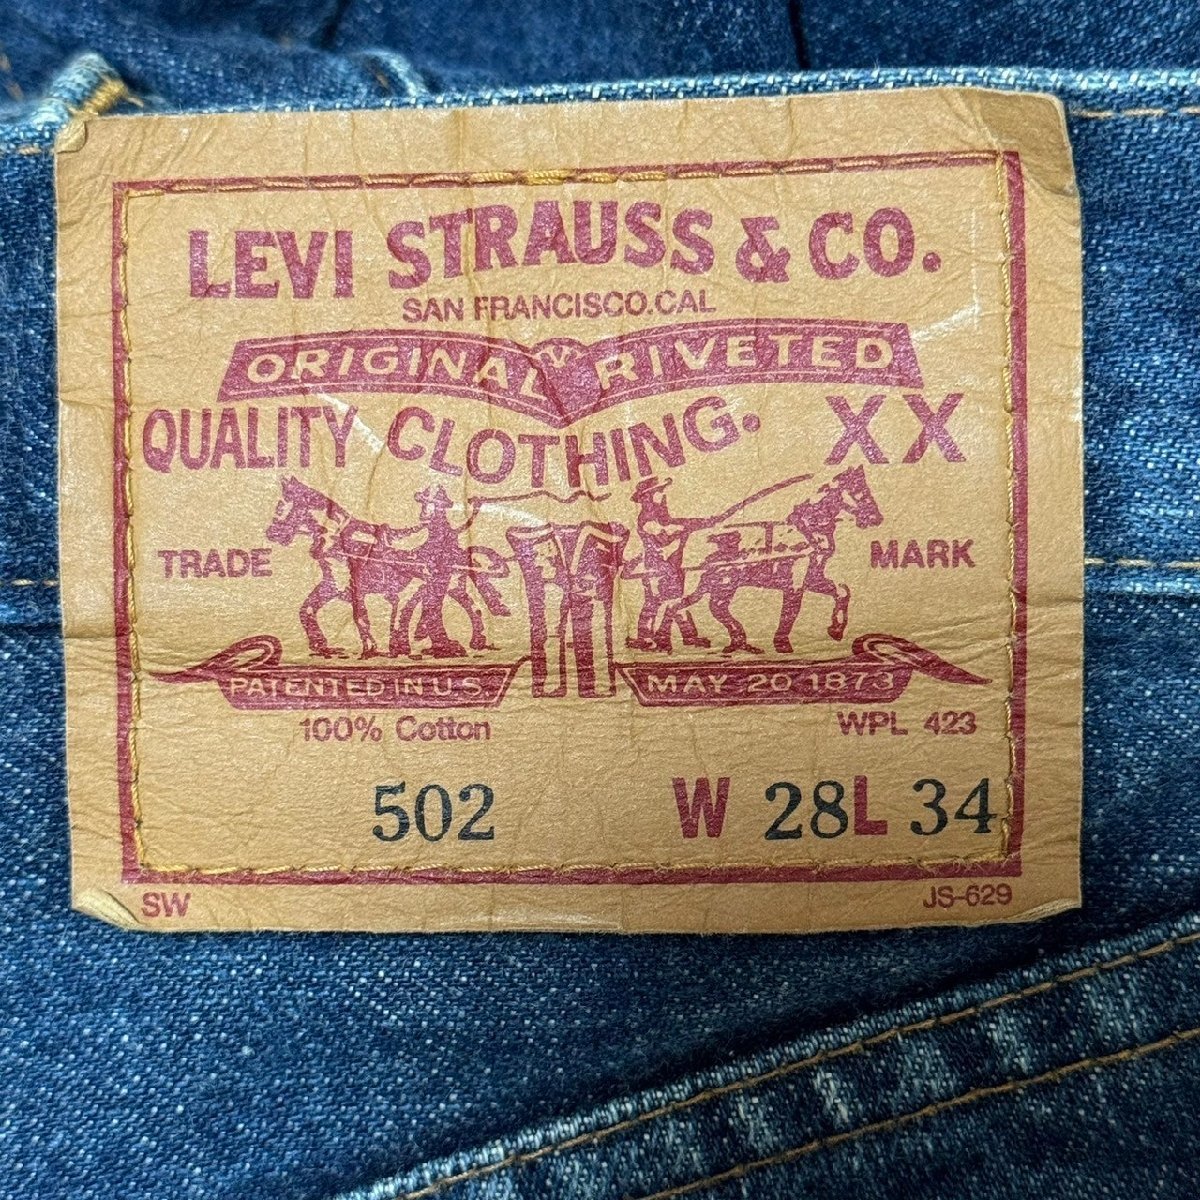 LEVI STRAUSS & CO.
SAN FRANCISCO.CAL
ORIGINAL RIVETED
QUALITY CLOTHING. XX
TRADE MARK
PATENTED IN U.S. MAY 20 1873
100% Cotton WPL 423
502 W 28 L 34
SW JS-629